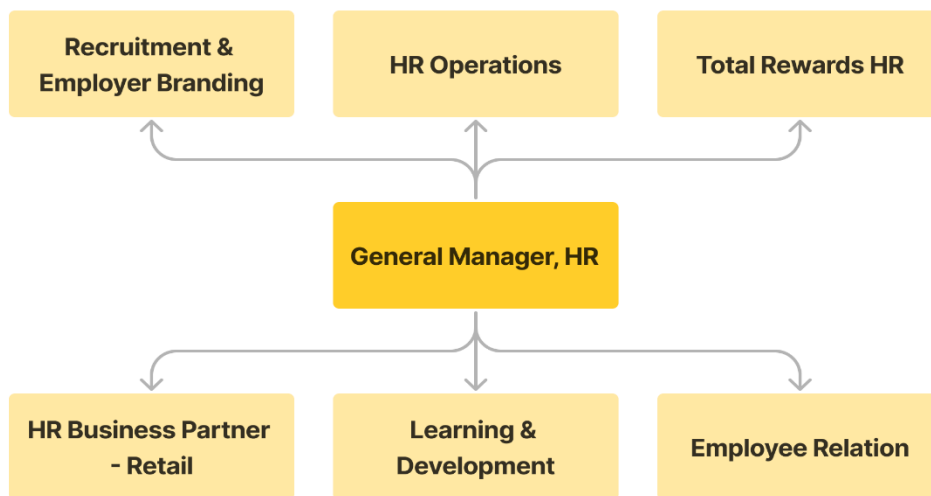 Recruitment &
Employer Branding
HR Operations
Total Rewards HR
General Manager, HR
HR Business Partner
- Retail
Learning &
Development
Employee Relation